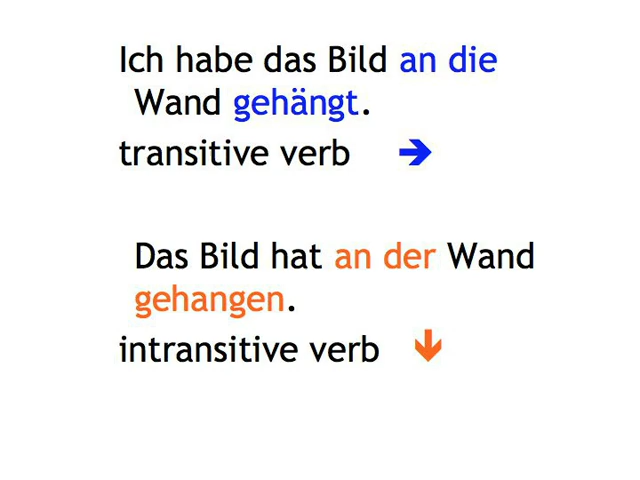 Ich habe das Bild an die
Wand gehängt.
transitive verb ➔
Das Bild hat an der Wand
gehangen.
intransitive verb 🡫